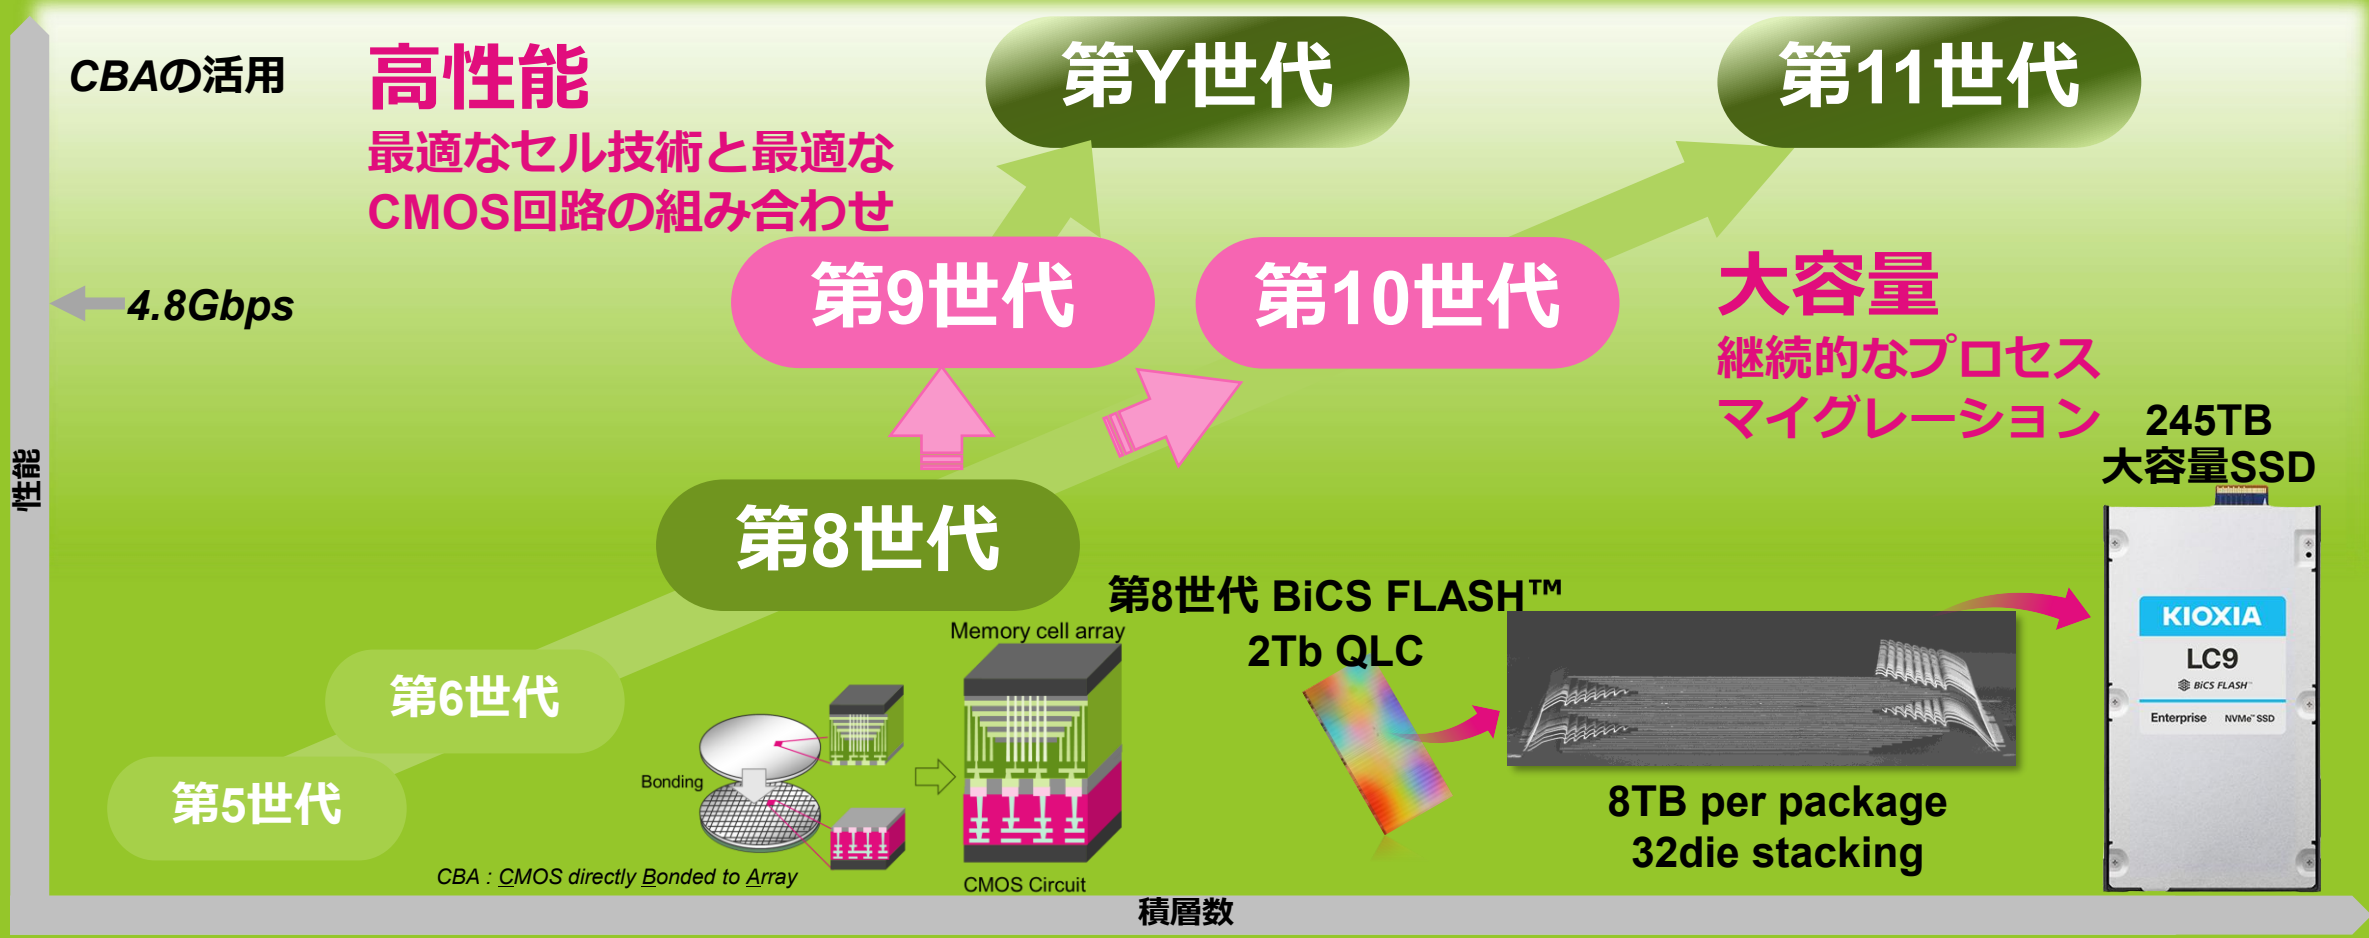 CBAの活用
高性能
最適なセル技術と最適な
CMOS回路の組み合わせ
第Y世代
第11世代
4.8Gbps
第9世代
第10世代
大容量
継続的なプロセス
マイグレーション
245TB
大容量SSD
性能
第8世代
第8世代 BiCS FLASH™
2Tb QLC
第6世代
第5世代
Memory cell array
Bonding
CMOS Circuit
CBA : CMOS directly Bonded to Array
8TB per package
32die stacking
KIOXIA
LC9
BiCS FLASH™
Enterprise NVMe™ SSD
積層数